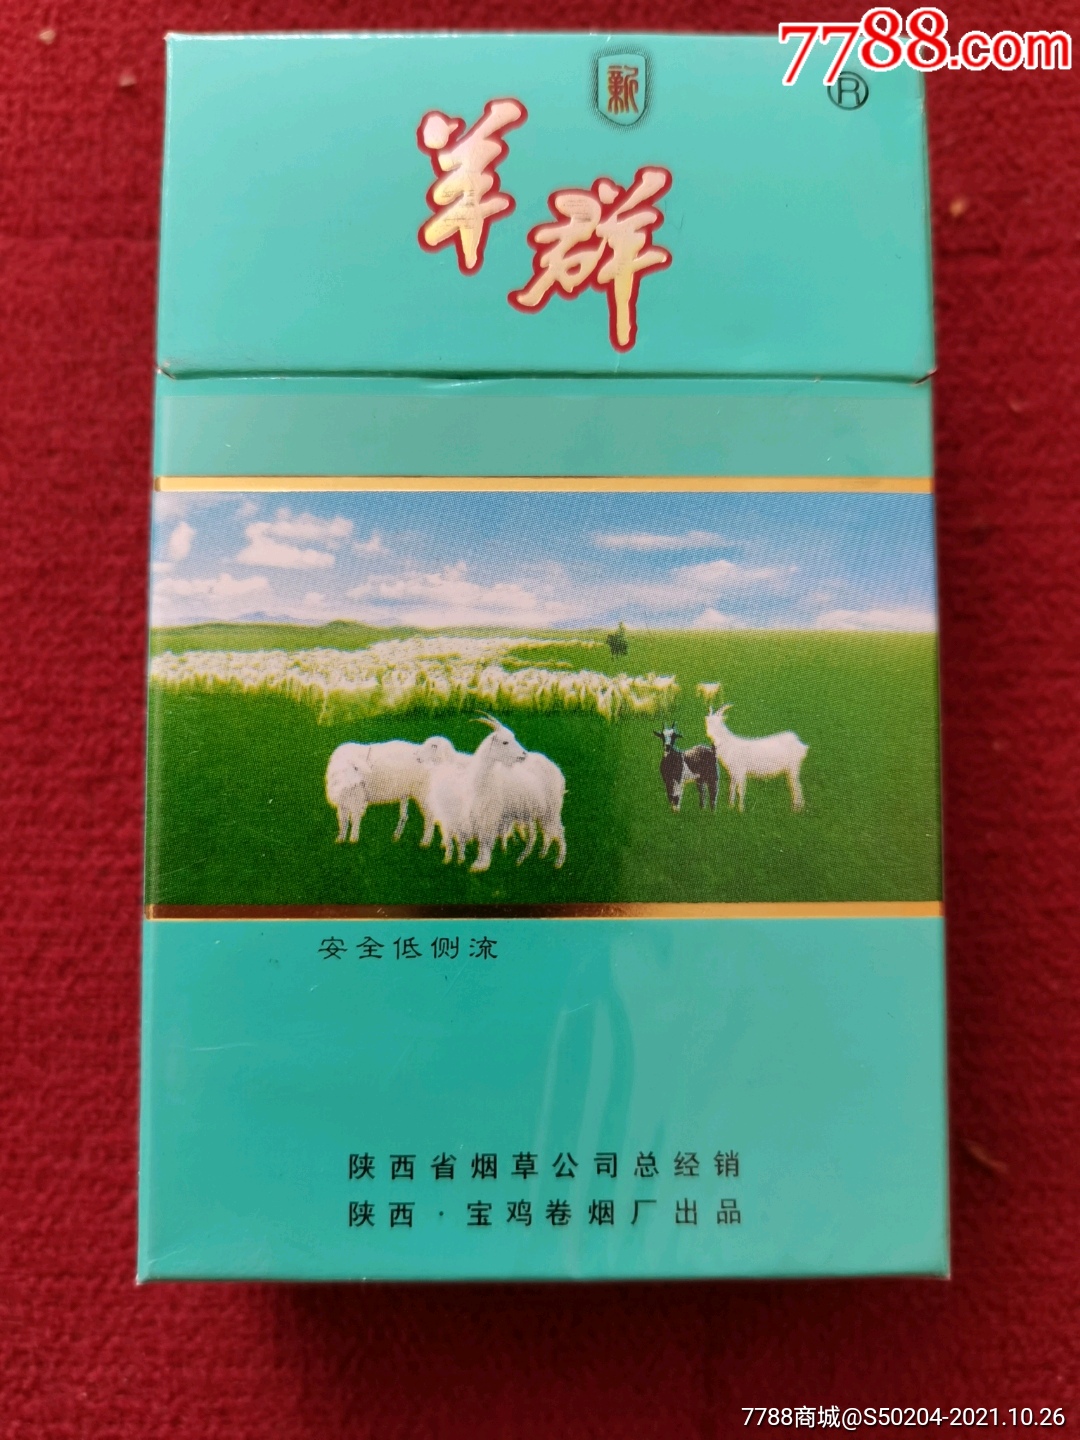 7788.com
新
®
羊群
安全低侧流
陕西省烟草公司总经销
陕西·宝鸡卷烟厂出品
7788商城@S50204-2021.10.26